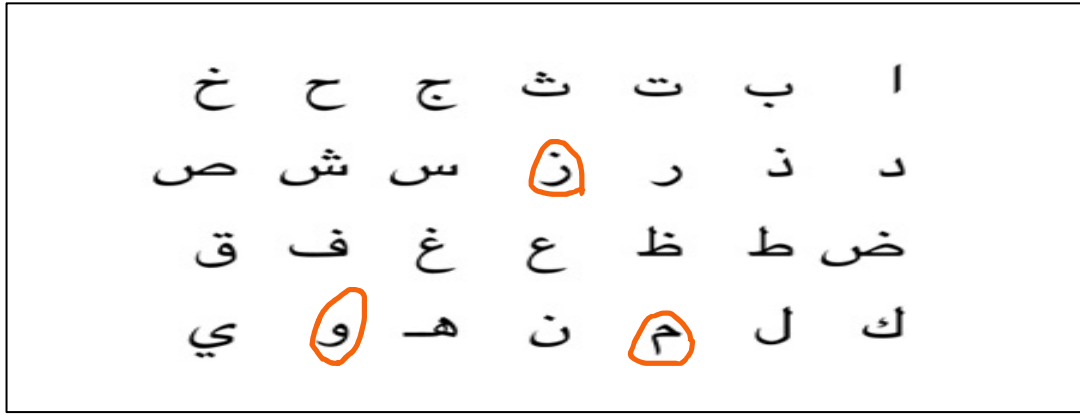 ا ب ت ث ج ح خ
د ذ ر ز س ش ص
ض ط ظ ع غ ف ق
ك ل م ن هـ و ي